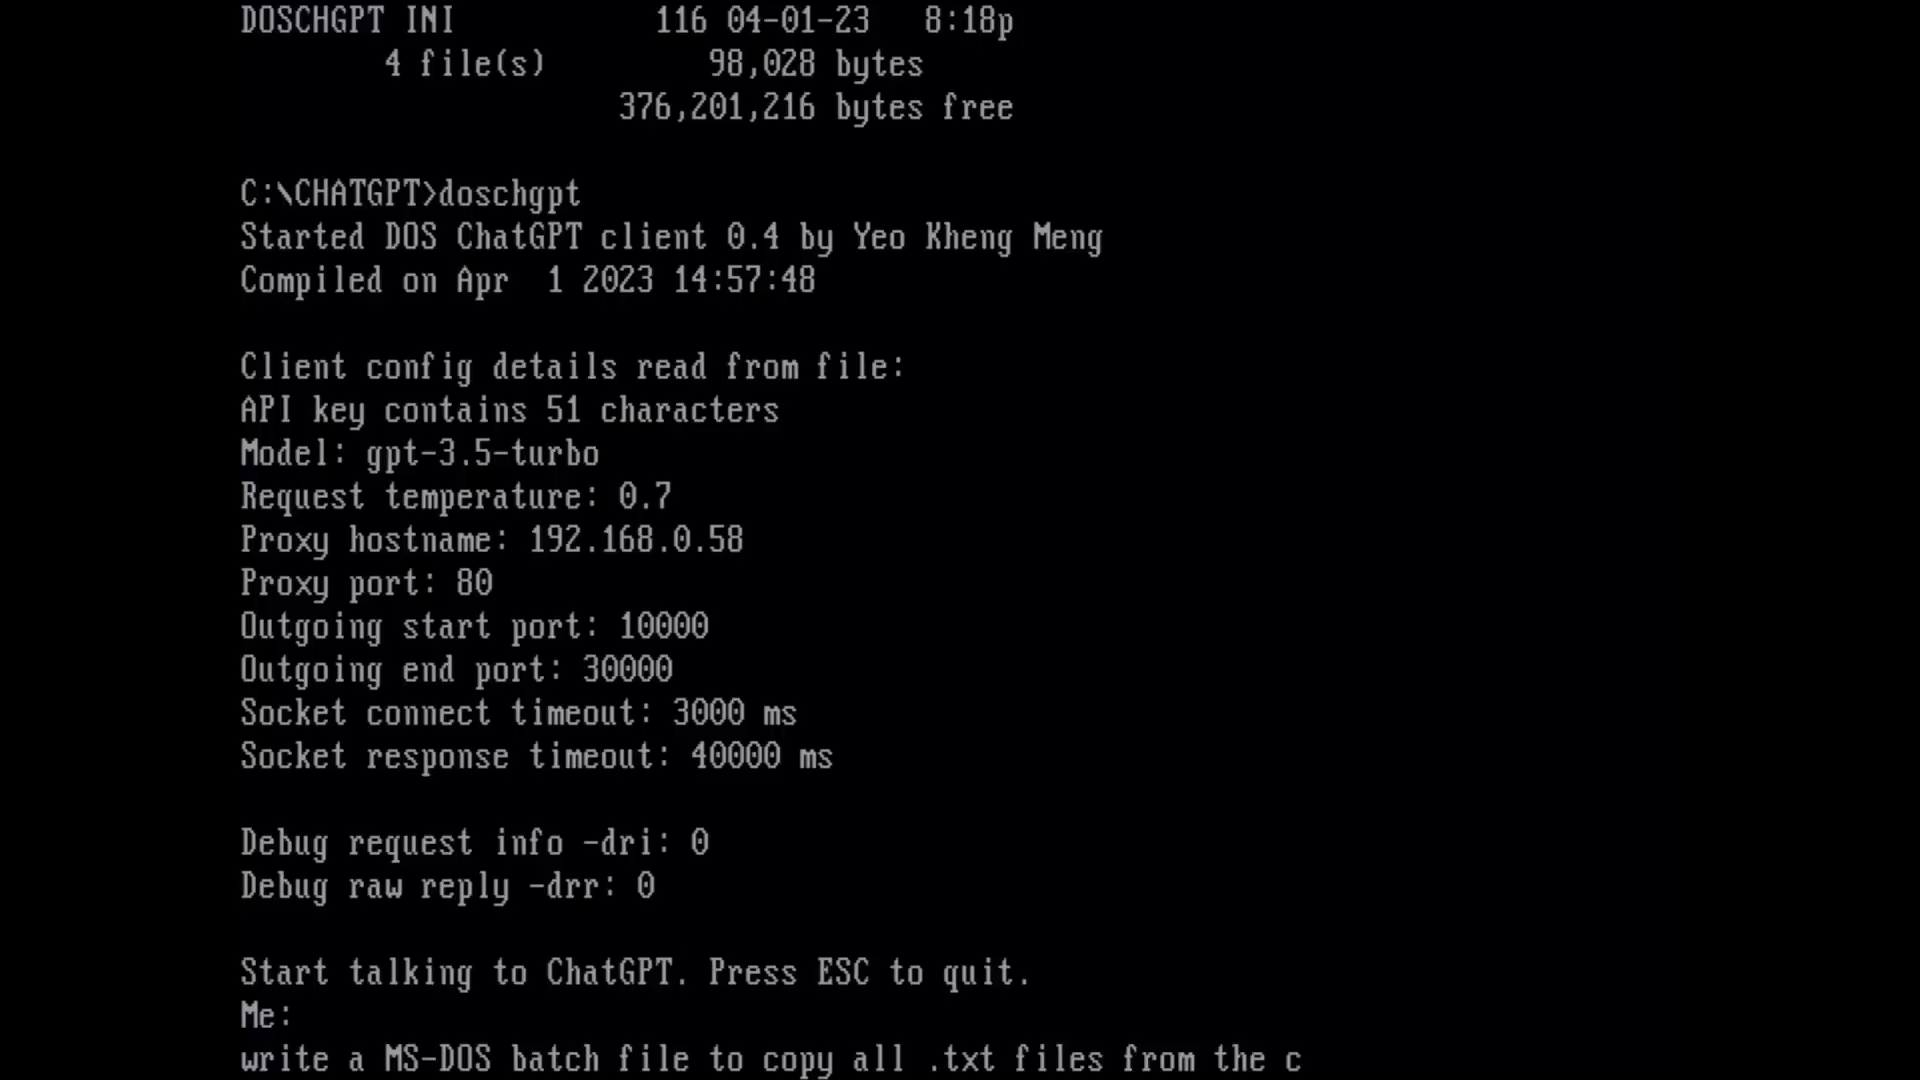 DOSCHGPT INI 116 04-01-23 8:18p
4 file(s) 98,028 bytes
376,201,216 bytes free
C:\CHATGPT>doschgpt
Started DOS ChatGPT client 0.4 by Yeo Kheng Meng
Compiled on Apr  1 2023 14:57:48
Client config details read from file:
API key contains 51 characters
Model: gpt-3.5-turbo
Request temperature: 0.7
Proxy hostname: 192.168.0.58
Proxy port: 80
Outgoing start port: 10000
Outgoing end port: 30000
Socket connect timeout: 3000 ms
Socket response timeout: 40000 ms
Debug request info -dri: 0
Debug raw reply -drr: 0
Start talking to ChatGPT. Press ESC to quit.
Me:
write a MS-DOS batch file to copy all .txt files from the c